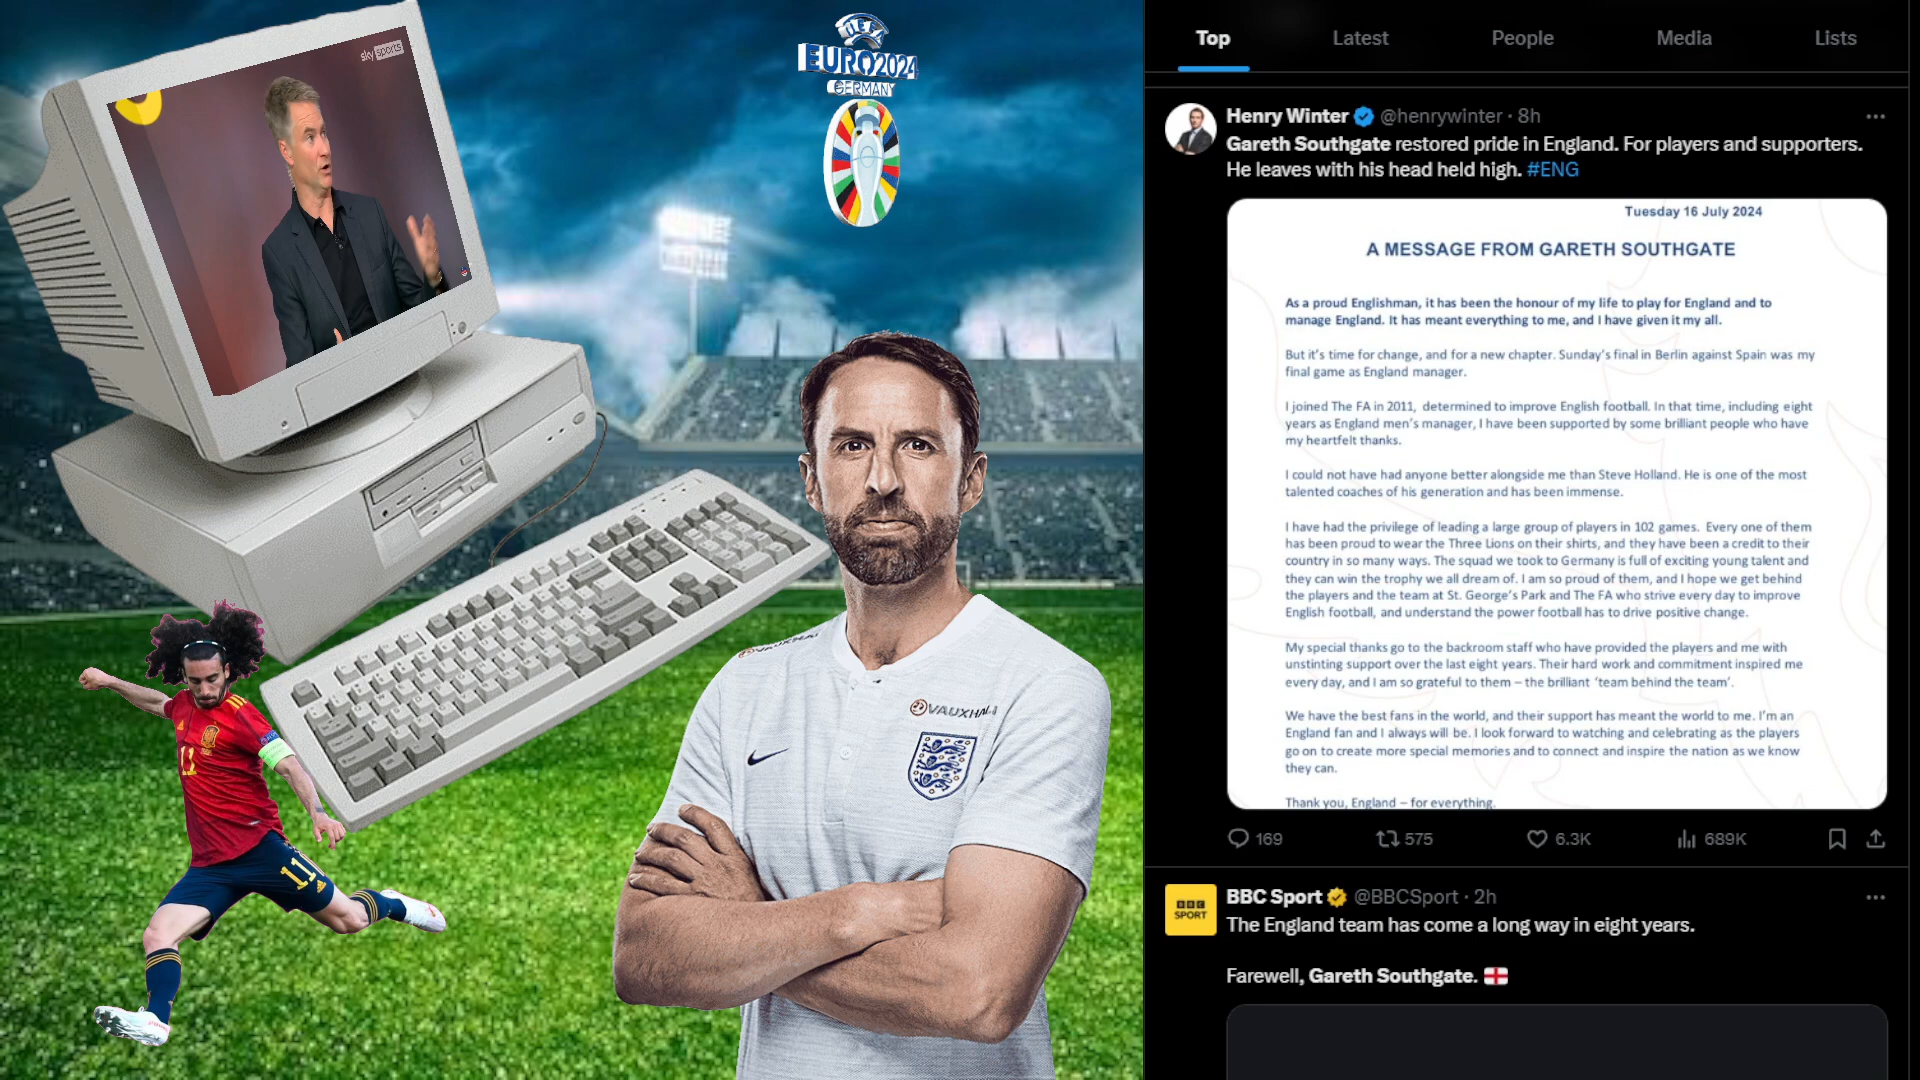 sky sports
UEFA
EURO2024
GERMANY
VAUXHALL
VAUXHALL
11
11
Top
Latest
People
Media
Lists
Henry Winter @henrywinter · 8h
Gareth Southgate restored pride in England. For players and supporters.
He leaves with his head held high. #ENG
Tuesday 16 July 2024
A MESSAGE FROM GARETH SOUTHGATE
As a proud Englishman, it has been the honour of my life to play for England and to
manage England. It has meant everything to me, and I have given it my all.
But it's time for change, and for a new chapter. Sunday's final in Berlin against Spain was my
final game as England manager.
I joined The FA in 2011, determined to improve English football. In that time, including eight
years as England men's manager, I have been supported by some brilliant people who have
my heartfelt thanks.
I could not have had anyone better alongside me than Steve Holland. He is one of the most
talented coaches of his generation and has been immense.
I have had the privilege of leading a large group of players in 102 games. Every one of them
has been proud to wear the Three Lions on their shirts, and they have been a credit to their
country in so many ways. The squad we took to Germany is full of exciting young talent and
they can win the trophy we all dream of. I am so proud of them, and I hope we get behind
the players and the team at St. George's Park and The FA who strive every day to improve
English football, and understand the power football has to drive positive change.
My special thanks go to the backroom staff who have provided the players and me with
unstinting support over the last eight years. Their hard work and commitment inspired me
every day, and I am so grateful to them – the brilliant 'team behind the team'.
We have the best fans in the world, and their support has meant the world to me. I'm an
England fan and I always will be. I look forward to watching and celebrating as the players
go on to create more special memories and to connect and inspire the nation as we know
they can.
Thank you, England – for everything.
169
575
6.3K
689K
BBC
SPORT
BBC Sport @BBCSport · 2h
The England team has come a long way in eight years.
Farewell, Gareth Southgate. 🏴󠁧󠁢󠁥󠁮󠁧󠁿